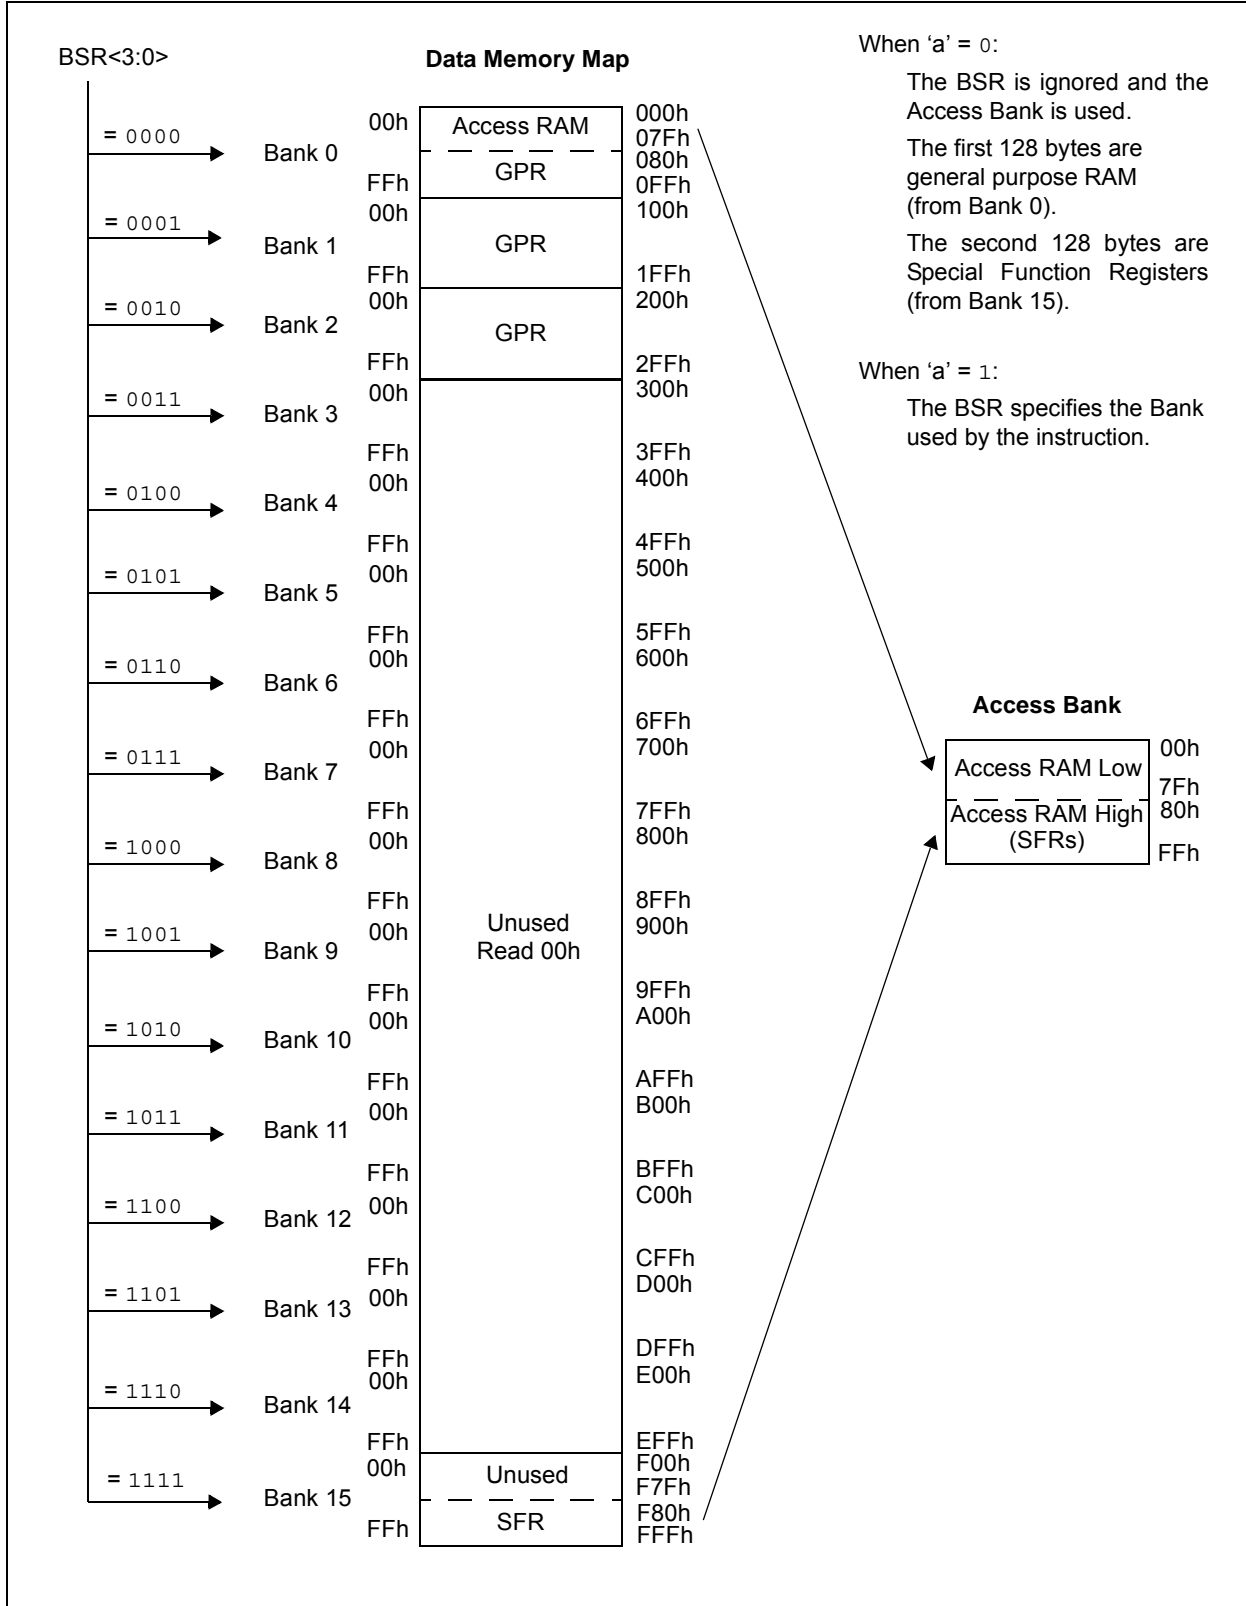 BSR<3:0>
Data Memory Map
When ‘a’ = 0:
The BSR is ignored and the
Access Bank is used.
The first 128 bytes are
general purpose RAM
(from Bank 0).
The second 128 bytes are
Special Function Registers
(from Bank 15).
When ‘a’ = 1:
The BSR specifies the Bank
used by the instruction.
= 0000
Bank 0
00h
Access RAM
000h
07Fh
GPR
080h
FFh
0FFh
= 0001
Bank 1
00h
100h
GPR
FFh
1FFh
= 0010
Bank 2
00h
200h
GPR
FFh
2FFh
= 0011
Bank 3
00h
300h
FFh
3FFh
= 0100
Bank 4
00h
400h
FFh
4FFh
= 0101
Bank 5
00h
500h
FFh
5FFh
= 0110
Bank 6
00h
600h
FFh
6FFh
= 0111
Bank 7
00h
700h
FFh
7FFh
= 1000
Bank 8
00h
800h
FFh
8FFh
= 1001
Bank 9
00h
900h
Unused
Read 00h
FFh
9FFh
= 1010
Bank 10
00h
A00h
FFh
AFFh
= 1011
Bank 11
00h
B00h
FFh
BFFh
= 1100
Bank 12
00h
C00h
FFh
CFFh
= 1101
Bank 13
00h
D00h
FFh
DFFh
= 1110
Bank 14
00h
E00h
FFh
EFFh
= 1111
Bank 15
00h
F00h
Unused
F7Fh
F80h
SFR
FFh
FFFh
Access Bank
Access RAM Low
00h
7Fh
Access RAM High
(SFRs)
80h
FFh